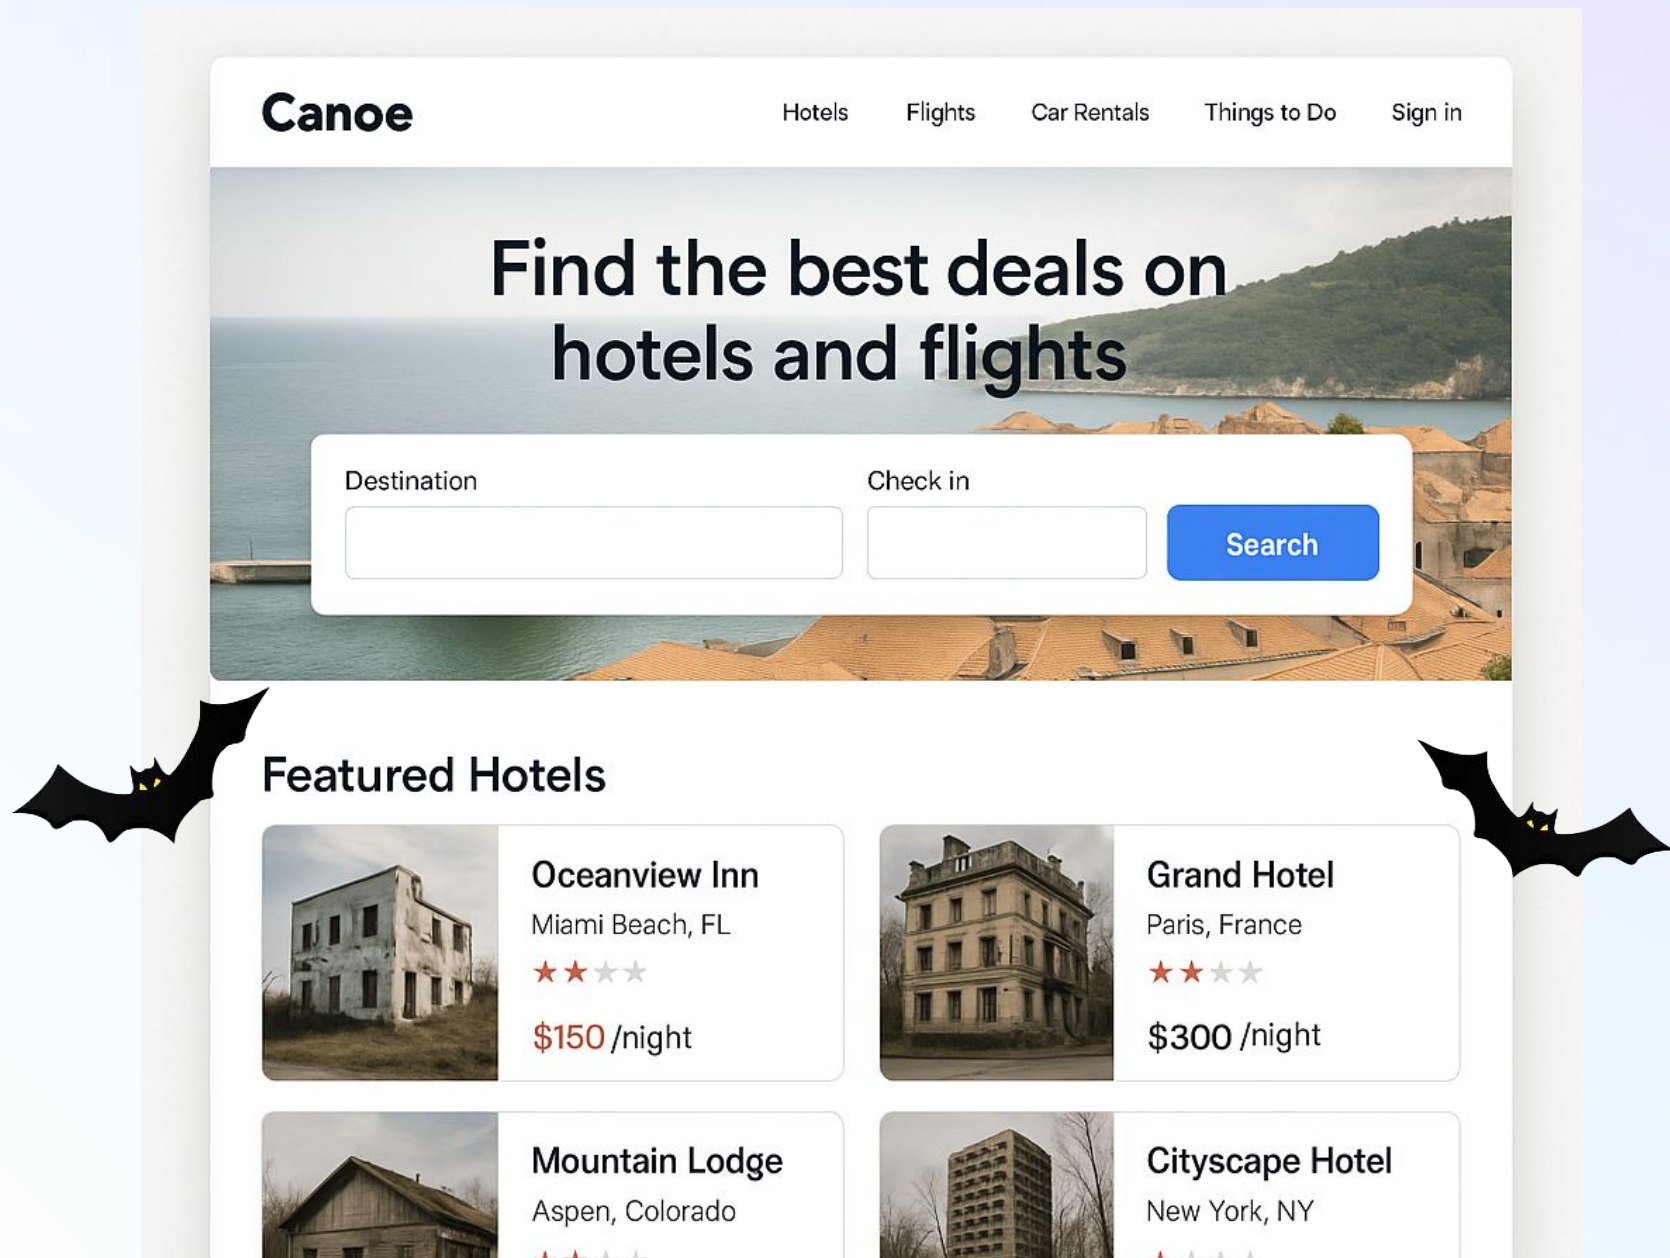 Canoe
Hotels Flights Car Rentals Things to Do Sign in
Find the best deals on
hotels and flights
Destination
Check in
Search
Featured Hotels
Oceanview Inn
Miami Beach, FL
$150 /night
Grand Hotel
Paris, France
$300 /night
Mountain Lodge
Aspen, Colorado
Cityscape Hotel
New York, NY